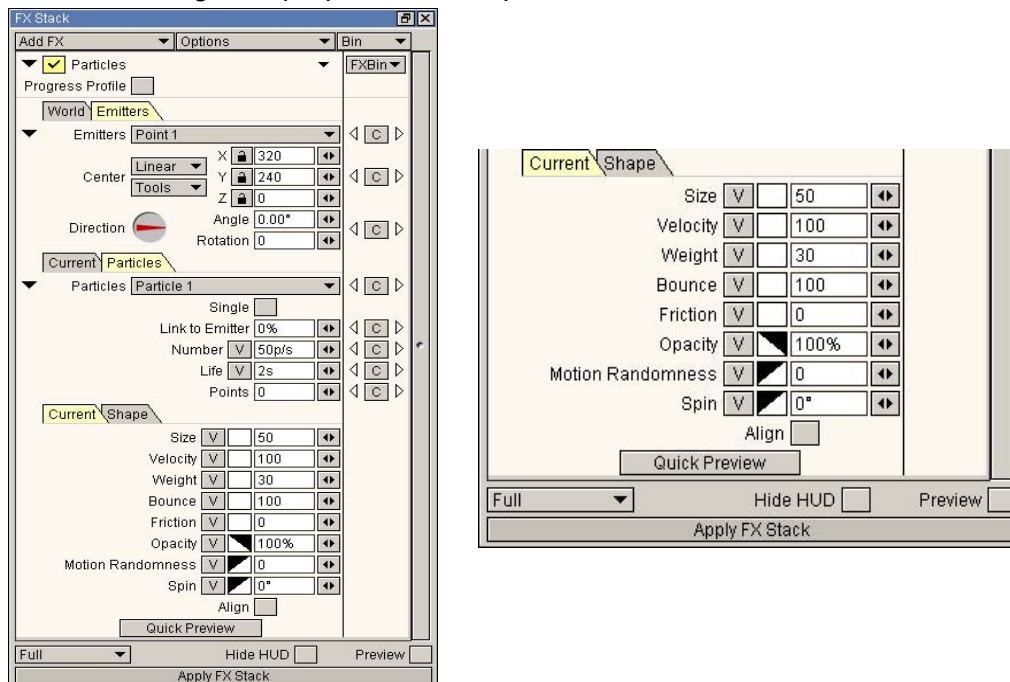 FX Stack
Add FX Options Bin
Particles FXBin
Progress Profile
World Emitters
Emitters Point 1 C
X 320
Center Linear Y 240 C
Tools Z 0
Direction Angle 0.00° C
Rotation 0
Current Particles
Particles Particle 1 C
Single
Link to Emitter 0% C
Number V 50p/s C
Life V 2s C
Points 0 C
Current Shape
Size V 50
Velocity V 100
Weight V 30
Bounce V 100
Friction V 0
Opacity V 100%
Motion Randomness V 0
Spin V 0°
Align
Quick Preview
Full Hide HUD Preview
Apply FX Stack
Current Shape
Size V 50
Velocity V 100
Weight V 30
Bounce V 100
Friction V 0
Opacity V 100%
Motion Randomness V 0
Spin V 0°
Align
Quick Preview
Full Hide HUD Preview
Apply FX Stack